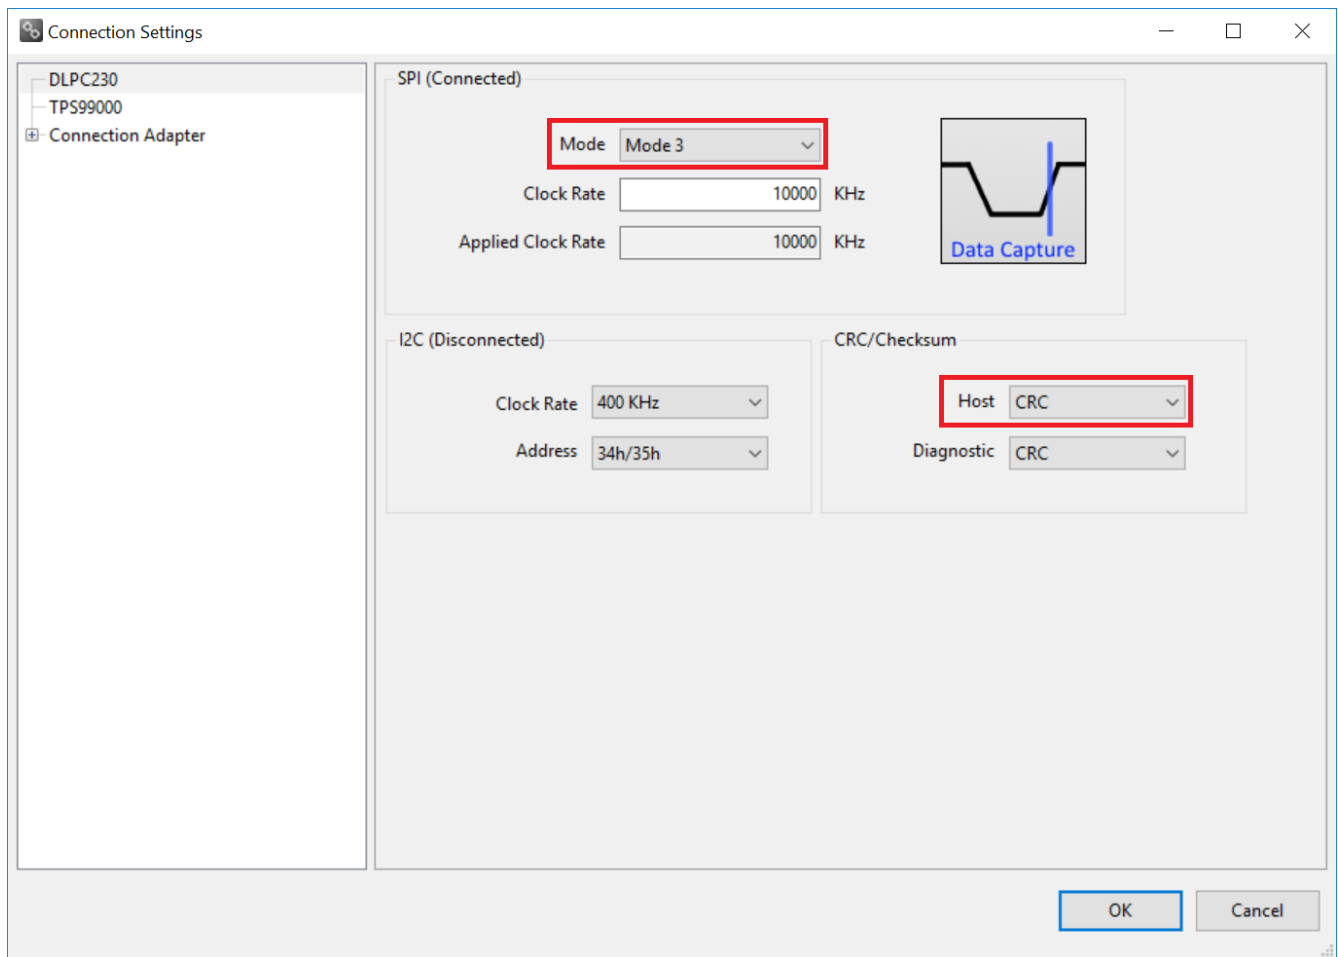 Connection Settings
DLPC230
TPS99000
Connection Adapter
SPI (Connected)
Mode Mode 3
Clock Rate 10000 KHz
Applied Clock Rate 10000 KHz
Data Capture
I2C (Disconnected)
Clock Rate 400 KHz
Address 34h/35h
CRC/Checksum
Host CRC
Diagnostic CRC
OK Cancel